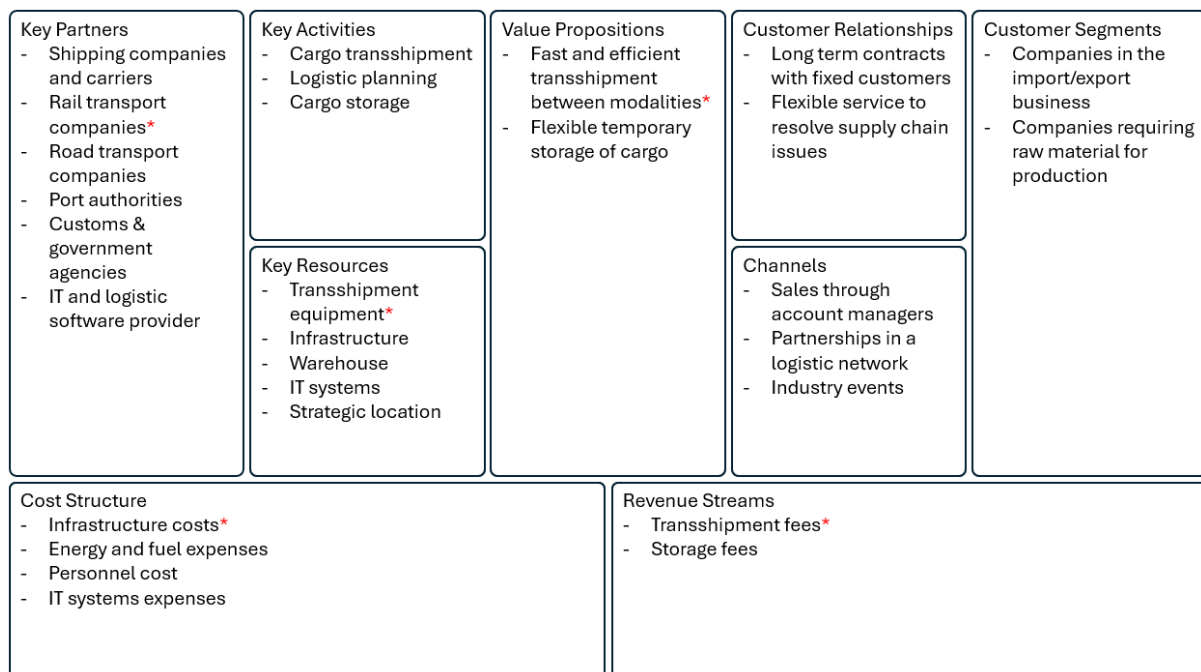 Key Partners
- Shipping companies
and carriers
- Rail transport
companies*
- Road transport
companies
- Port authorities
- Customs &
government
agencies
- IT and logistic
software provider
Key Activities
- Cargo transshipment
- Logistic planning
- Cargo storage
Key Resources
- Transshipment
equipment*
- Infrastructure
- Warehouse
- IT systems
- Strategic location
Value Propositions
- Fast and efficient
transshipment
between modalities*
- Flexible temporary
storage of cargo
Customer Relationships
- Long term contracts
with fixed customers
- Flexible service to
resolve supply chain
issues
Channels
- Sales through
account managers
- Partnerships in a
logistic network
- Industry events
Customer Segments
- Companies in the
import/export
business
- Companies requiring
raw material for
production
Cost Structure
- Infrastructure costs*
- Energy and fuel expenses
- Personnel cost
- IT systems expenses
Revenue Streams
- Transshipment fees*
- Storage fees